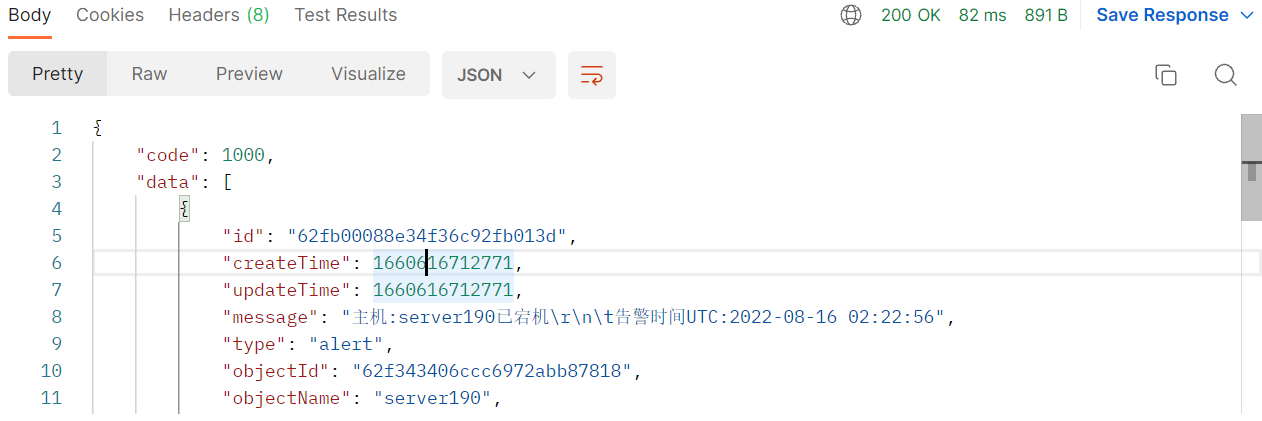 Body Cookies Headers (8) Test Results 200 OK 82 ms 891 B Save Response
Pretty Raw Preview Visualize JSON
1 {
2 "code": 1000,
3 "data": [
4 {
5 "id": "62fb00088e34f36c92fb013d",
6 "createTime": 1660616712771,
7 "updateTime": 1660616712771,
8 "message": "主机:server190已宕机\r\n\t告警时间UTC:2022-08-16 02:22:56",
9 "type": "alert",
10 "objectId": "62f343406ccc6972abb87818",
11 "objectName": "server190",